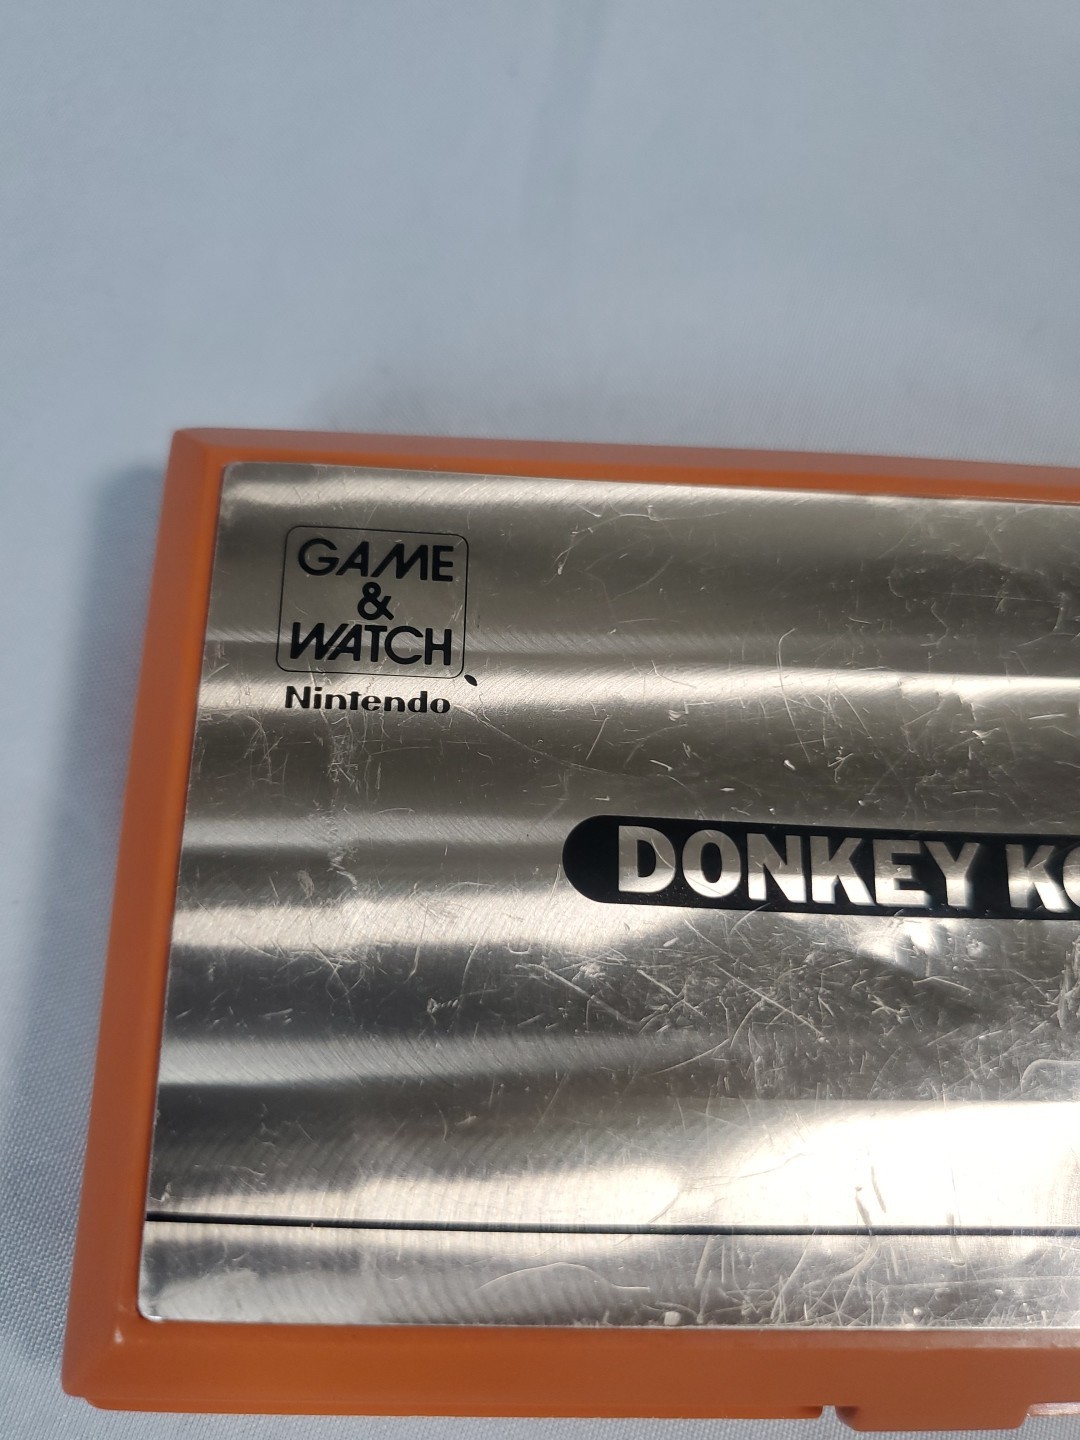 GAME
&
WATCH
Nintendo
DONKEY KO